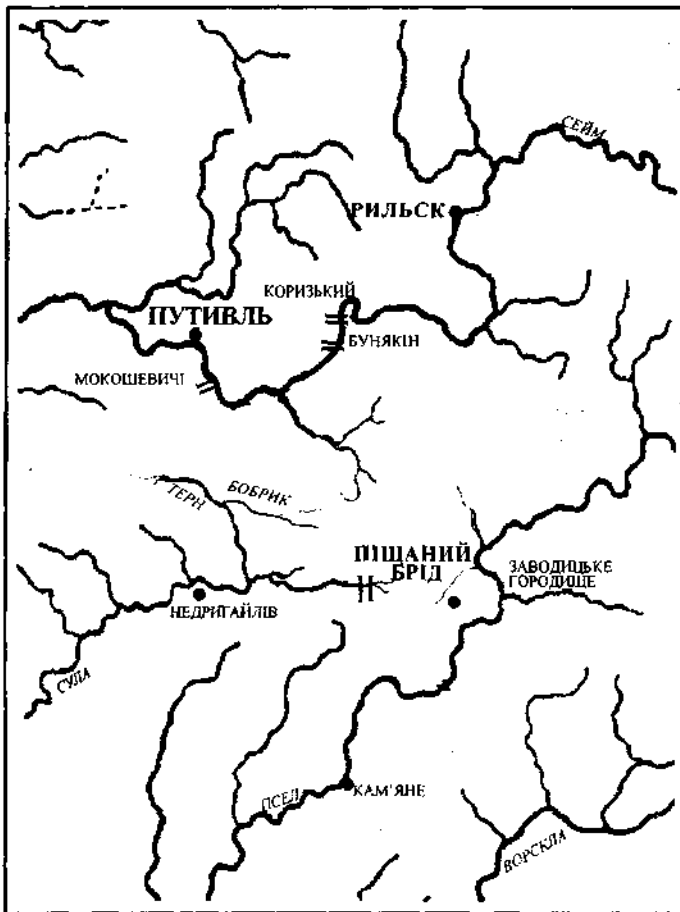 СЕЙМ
РИЛЬСК
КОРИЗЬКИЙ
ПУТИВЛЬ
БУНЯКІН
МОКОШЕВИЧІ
ТЕРН
БОБРИК
ПІЩАНИЙ
БРІД
ЗАВОДИЦЬКЕ
ГОРОДИЩЕ
НЕДРИГАЙЛІВ
СУЛА
ПСЕЛ
КАМ'ЯНЕ
ВОРСКЛА